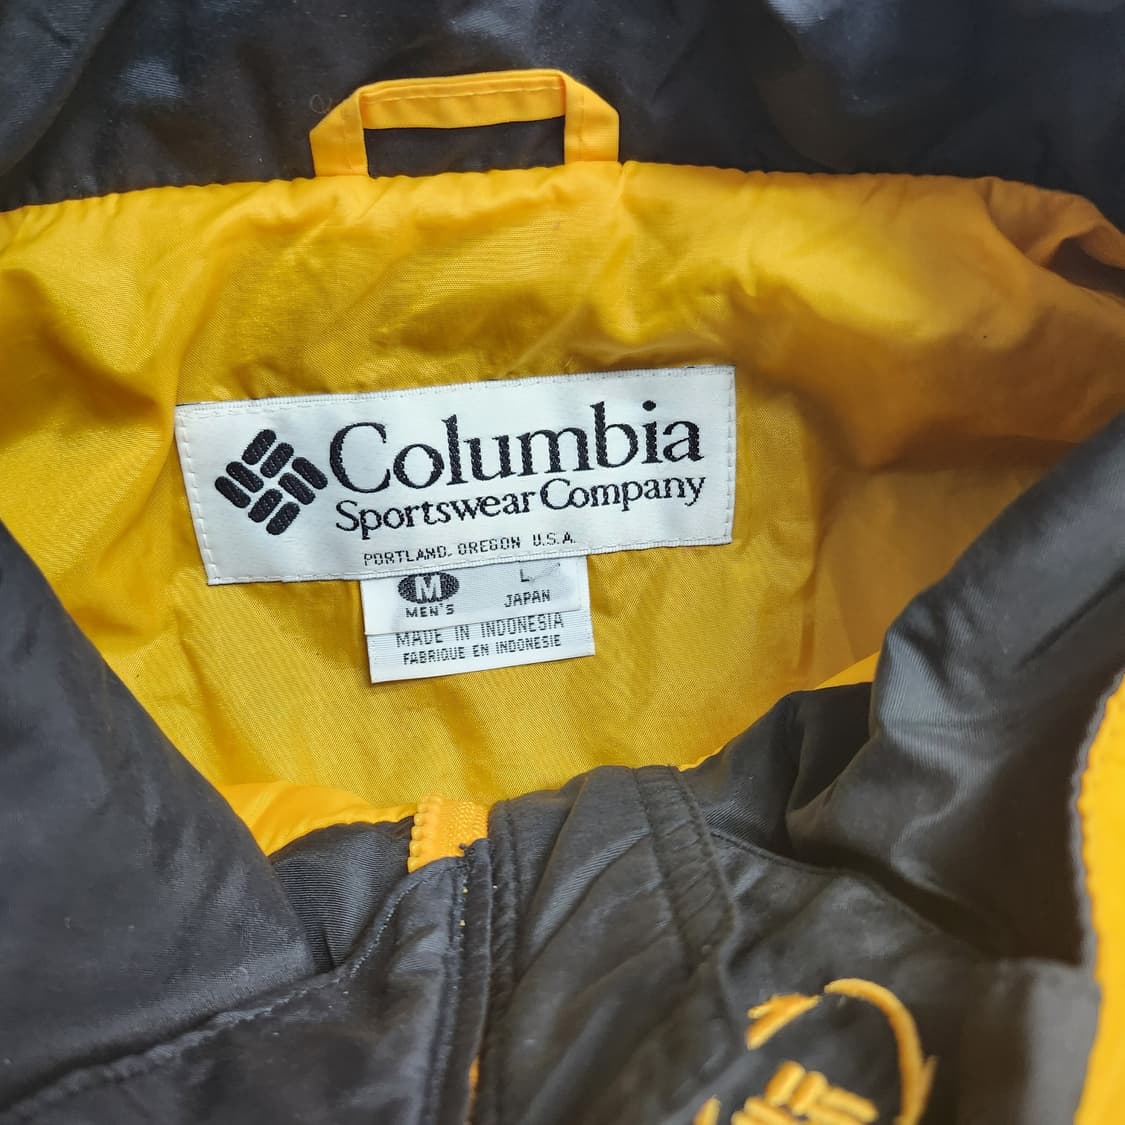 Columbia
Sportswear Company
PORTLAND, OREGON U.S.A.
M L
MEN'S JAPAN
MADE IN INDONESIA
FABRIQUE EN INDONESIE